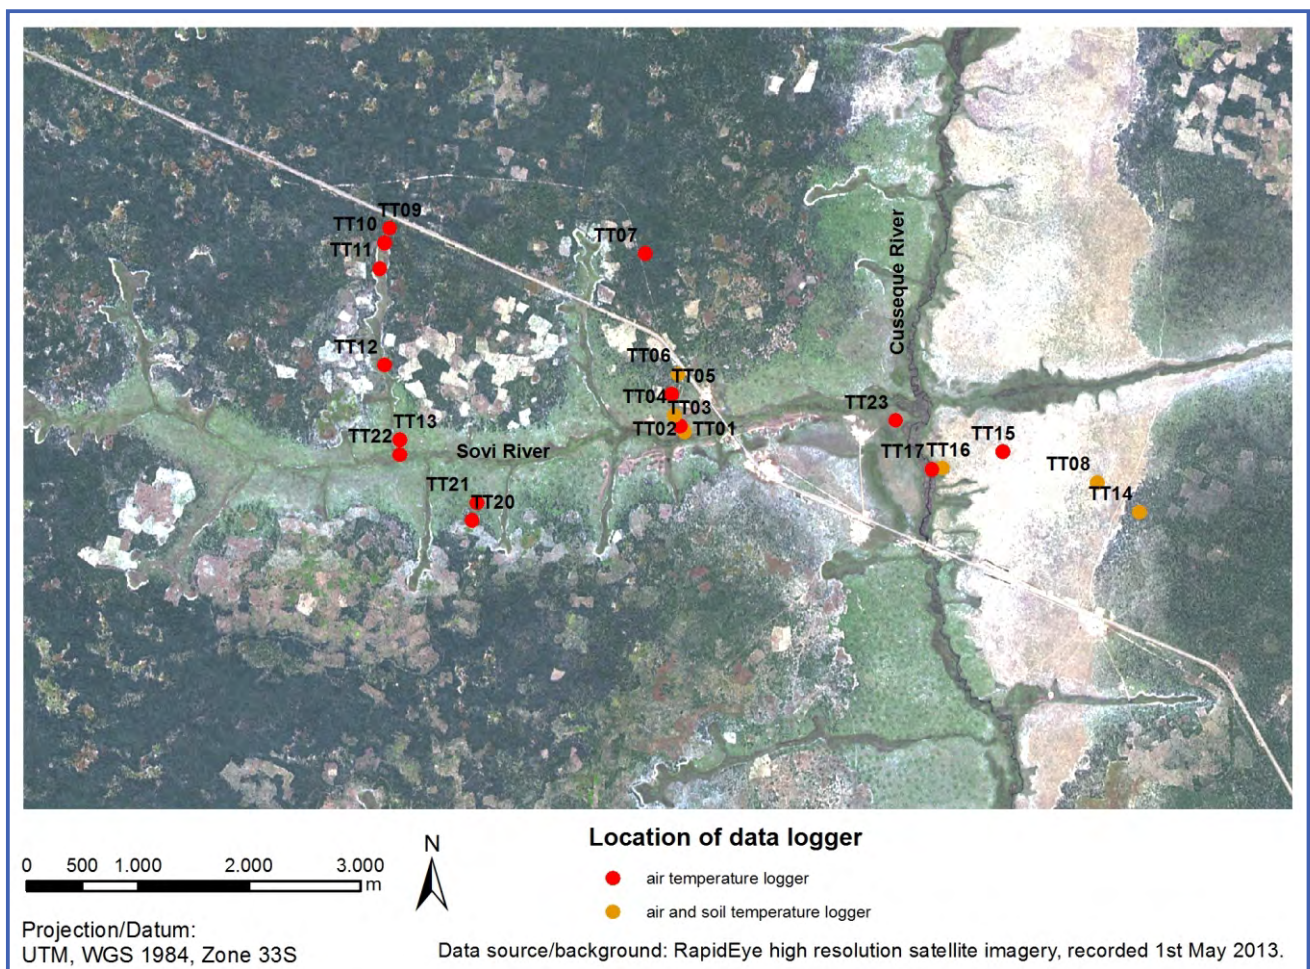 TT09
TT10
TT11
TT07
Cusseque River
TT12
TT06
TT05
TT04
TT03
TT02
TT01
TT13
TT22
Sovi River
TT23
TT15
TT17
TT16
TT08
TT14
TT21
TT20
0 500 1.000 2.000 3.000
m
N
Location of data logger
air temperature logger
air and soil temperature logger
Projection/Datum:
UTM, WGS 1984, Zone 33S
Data source/background: RapidEye high resolution satellite imagery, recorded 1st May 2013.